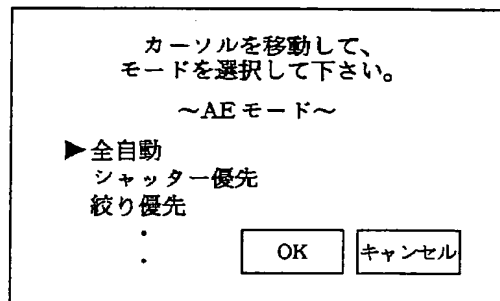 カーソルを移動して、
モードを選択して下さい。
～AEモード～
▶全自動
シャッター優先
絞り優先
・
・
OK キャンセル